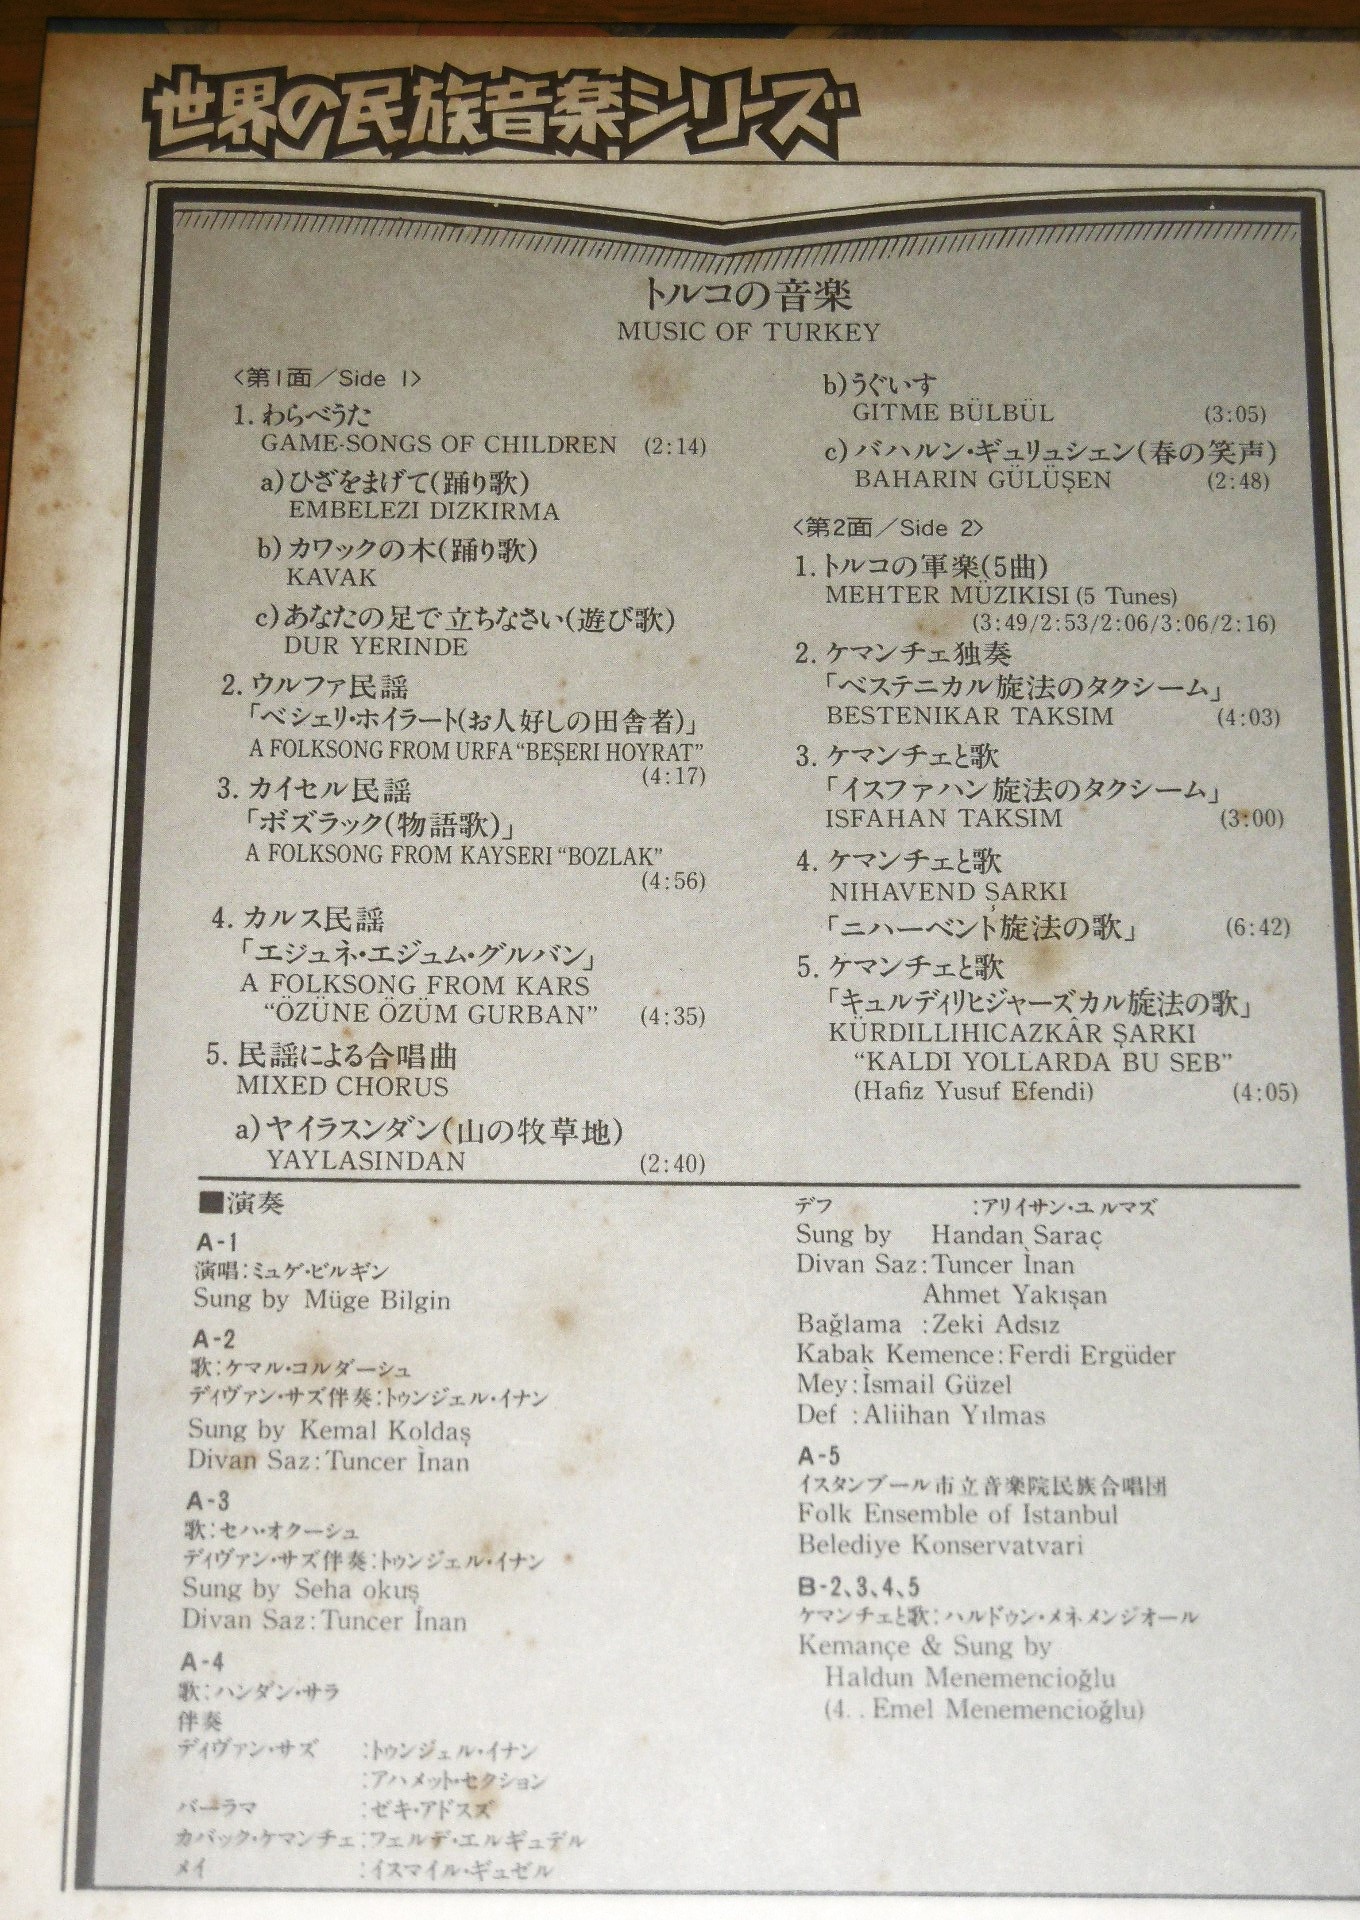 世界の民族音楽シリーズ
トルコの音楽
MUSIC OF TURKEY
〈第1面／Side 1〉
1. わらべうた
GAME-SONGS OF CHILDREN (2:14)
a)ひざをまげて(踊り歌)
EMBELEZI DIZKIRMA
b)カワックの木(踊り歌)
KAVAK
c)あなたの足で立ちなさい(遊び歌)
DUR YERINDE
2. ウルファ民謡
「ベシェリ・ホイラート(お人好しの田舎者)」
A FOLKSONG FROM URFA “BEŞERI HOYRAT”
(4:17)
3. カイセル民謡
「ボズラック(物語歌)」
A FOLKSONG FROM KAYSERI “BOZLAK”
(4:56)
4. カルス民謡
「エジュネ・エジュム・グルバン」
A FOLKSONG FROM KARS
“ÖZÜNE ÖZÜM GURBAN” (4:35)
5. 民謡による合唱曲
MIXED CHORUS
a)ヤイラスンダン(山の牧草地)
YAYLASINDAN (2:40)
b)うぐいす
GITME BÜLBÜL (3:05)
c)バハルン・ギュリュシェン(春の笑声)
BAHARIN GÜLÜŞEN (2:48)
〈第2面／Side 2〉
1. トルコの軍楽(5曲)
MEHTER MÜZIKISI (5 Tunes)
(3:49/2:53/2:06/3:06/2:16)
2. ケマンチェ独奏
「ベステニカル旋法のタクシーム」
BESTENIKAR TAKSIM (4:03)
3. ケマンチェと歌
「イスファハン旋法のタクシーム」
ISFAHAN TAKSIM (3:00)
4. ケマンチェと歌
NIHAVEND ŞARKI
「ニハーベント旋法の歌」 (6:42)
5. ケマンチェと歌
「キュルディリヒジャーズカル旋法の歌」
KÜRDILLIHICAZKÂR ŞARKI
“KALDI YOLLARDA BU SEB”
(Hafiz Yusuf Efendi) (4:05)
■演奏
A-1
演唱:ミュゲ・ビルギン
Sung by Müge Bilgin
A-2
歌:ケマル・コルダーシュ
ディヴァン・サズ伴奏:トゥンジェル・イナン
Sung by Kemal Koldaş
Divan Saz:Tuncer İnan
A-3
歌:セハ・オクーシュ
ディヴァン・サズ伴奏:トゥンジェル・イナン
Sung by Seha okuş
Divan Saz:Tuncer İnan
A-4
歌:ハンダン・サラ
伴奏
ディヴァン・サズ :トゥンジェル・イナン
:アハメット・セクション
バーラマ :ゼキ・アドスズ
カバック・ケマンチェ:フェルデ・エルギュデル
メイ :イスマイル・ギュゼル
デフ :アリイサン・ユルマズ
Sung by Handan Saraç
Divan Saz:Tuncer İnan
Ahmet Yakışan
Bağlama :Zeki Adsız
Kabak Kemence:Ferdi Ergüder
Mey:İsmail Güzel
Def :Aliihan Yılmas
A-5
イスタンブール市立音楽院民族合唱団
Folk Ensemble of Istanbul
Belediye Konservatvari
B-2、3、4、5
ケマンチェと歌:ハルドゥン・メネメンジオール
Kemançe & Sung by
Haldun Menemencioğlu
(4. . Emel Menemencioğlu)